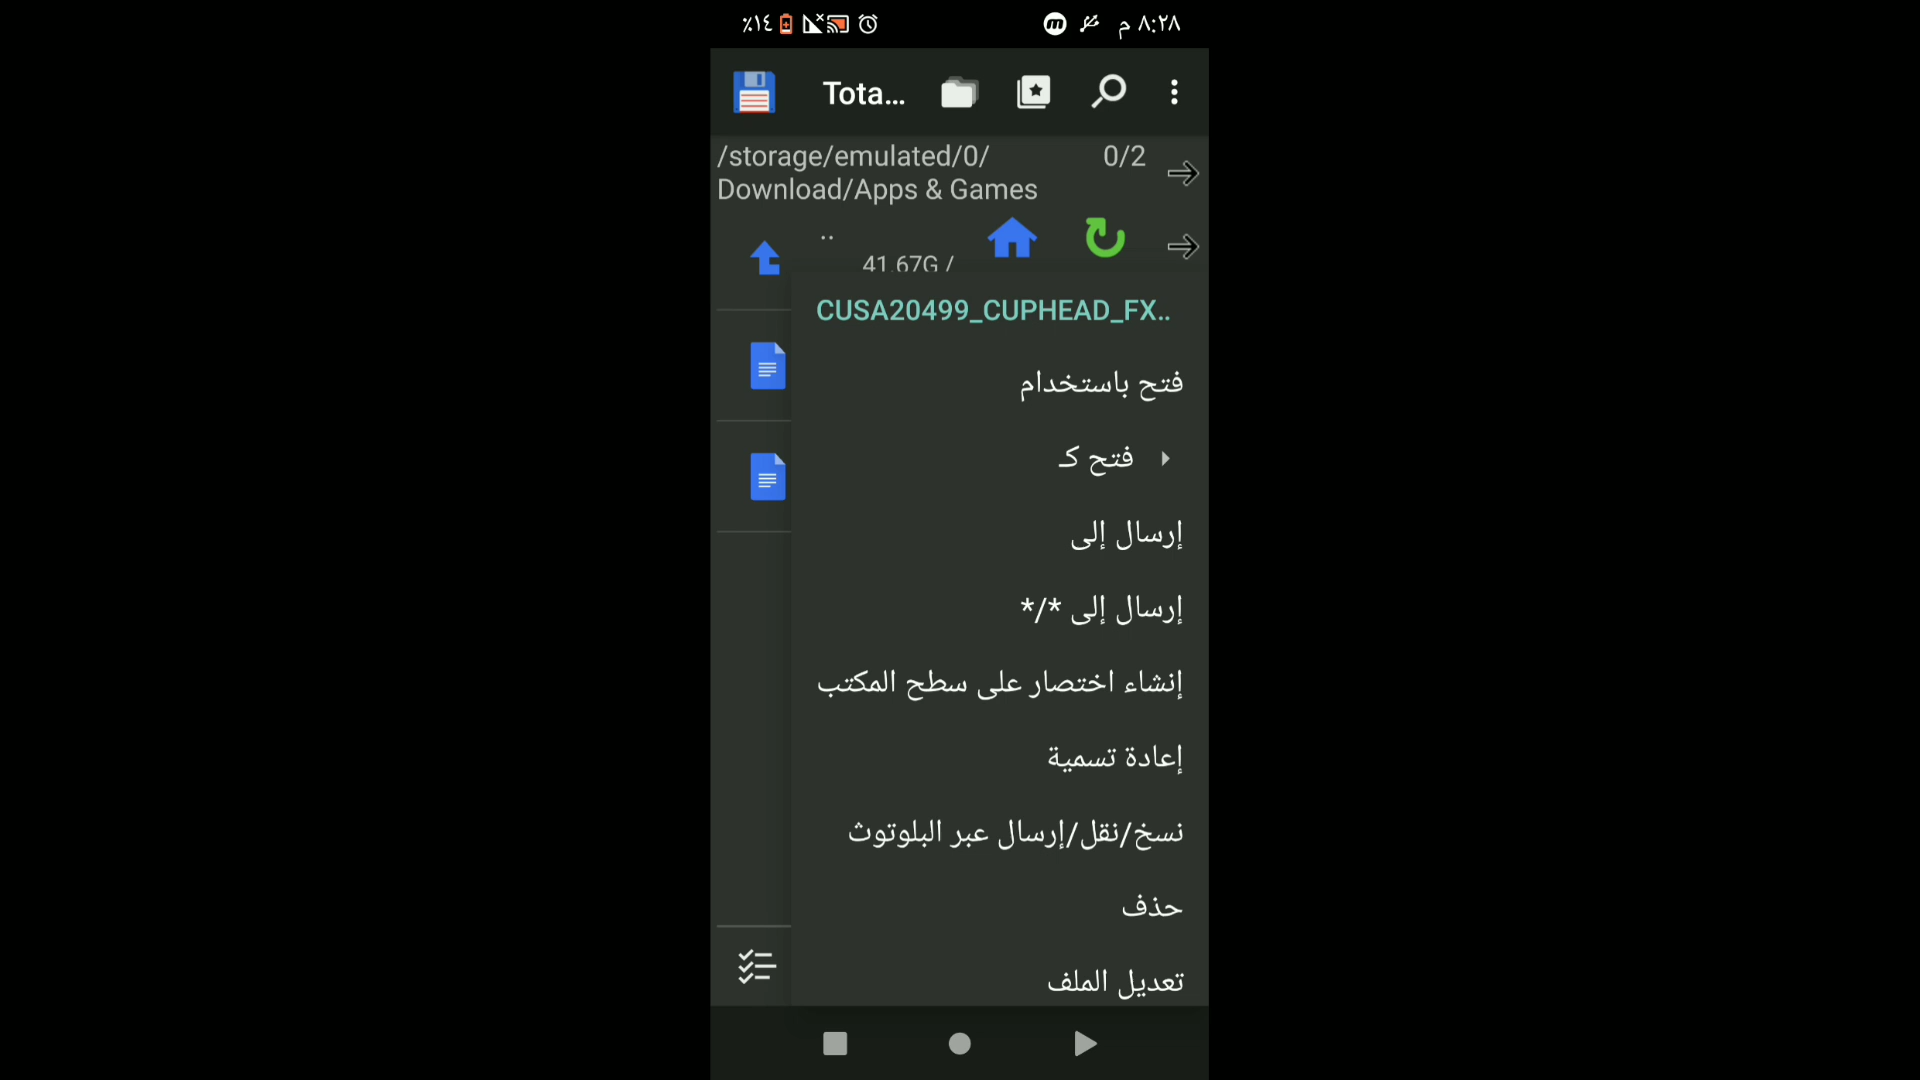 ٪١٤
٨:٢٨ م
Tota...
/storage/emulated/0/
Download/Apps & Games
0/2
..
41.67G /
CUSA20499_CUPHEAD_FX..
فتح باستخدام
فتح كـ
إرسال إلى
إرسال إلى */*
إنشاء اختصار على سطح المكتب
إعادة تسمية
نسخ/نقل/إرسال عبر البلوتوث
حذف
تعديل الملف